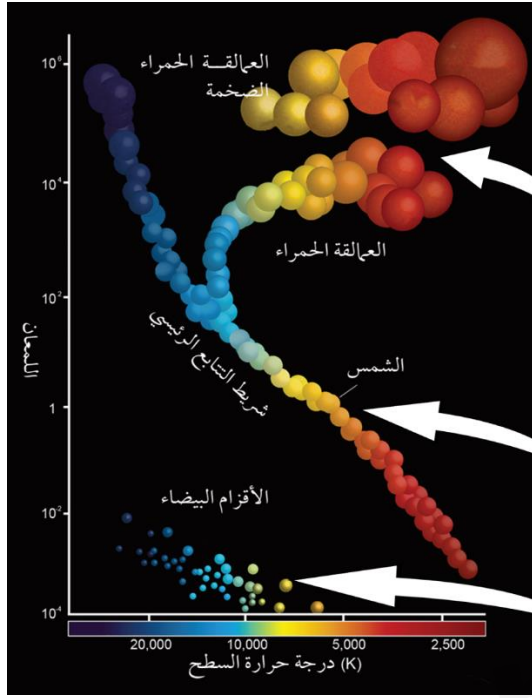 العمالقة الحمراء
الضخمة
10⁶
10⁴
العمالقة الحمراء
10²
اللمعان
شريط التتابع الرئيسي
الشمس
1
الأقزام البيضاء
10⁻²
10⁻⁴
20,000 10,000 5,000 2,500
درجة حرارة السطح (K)